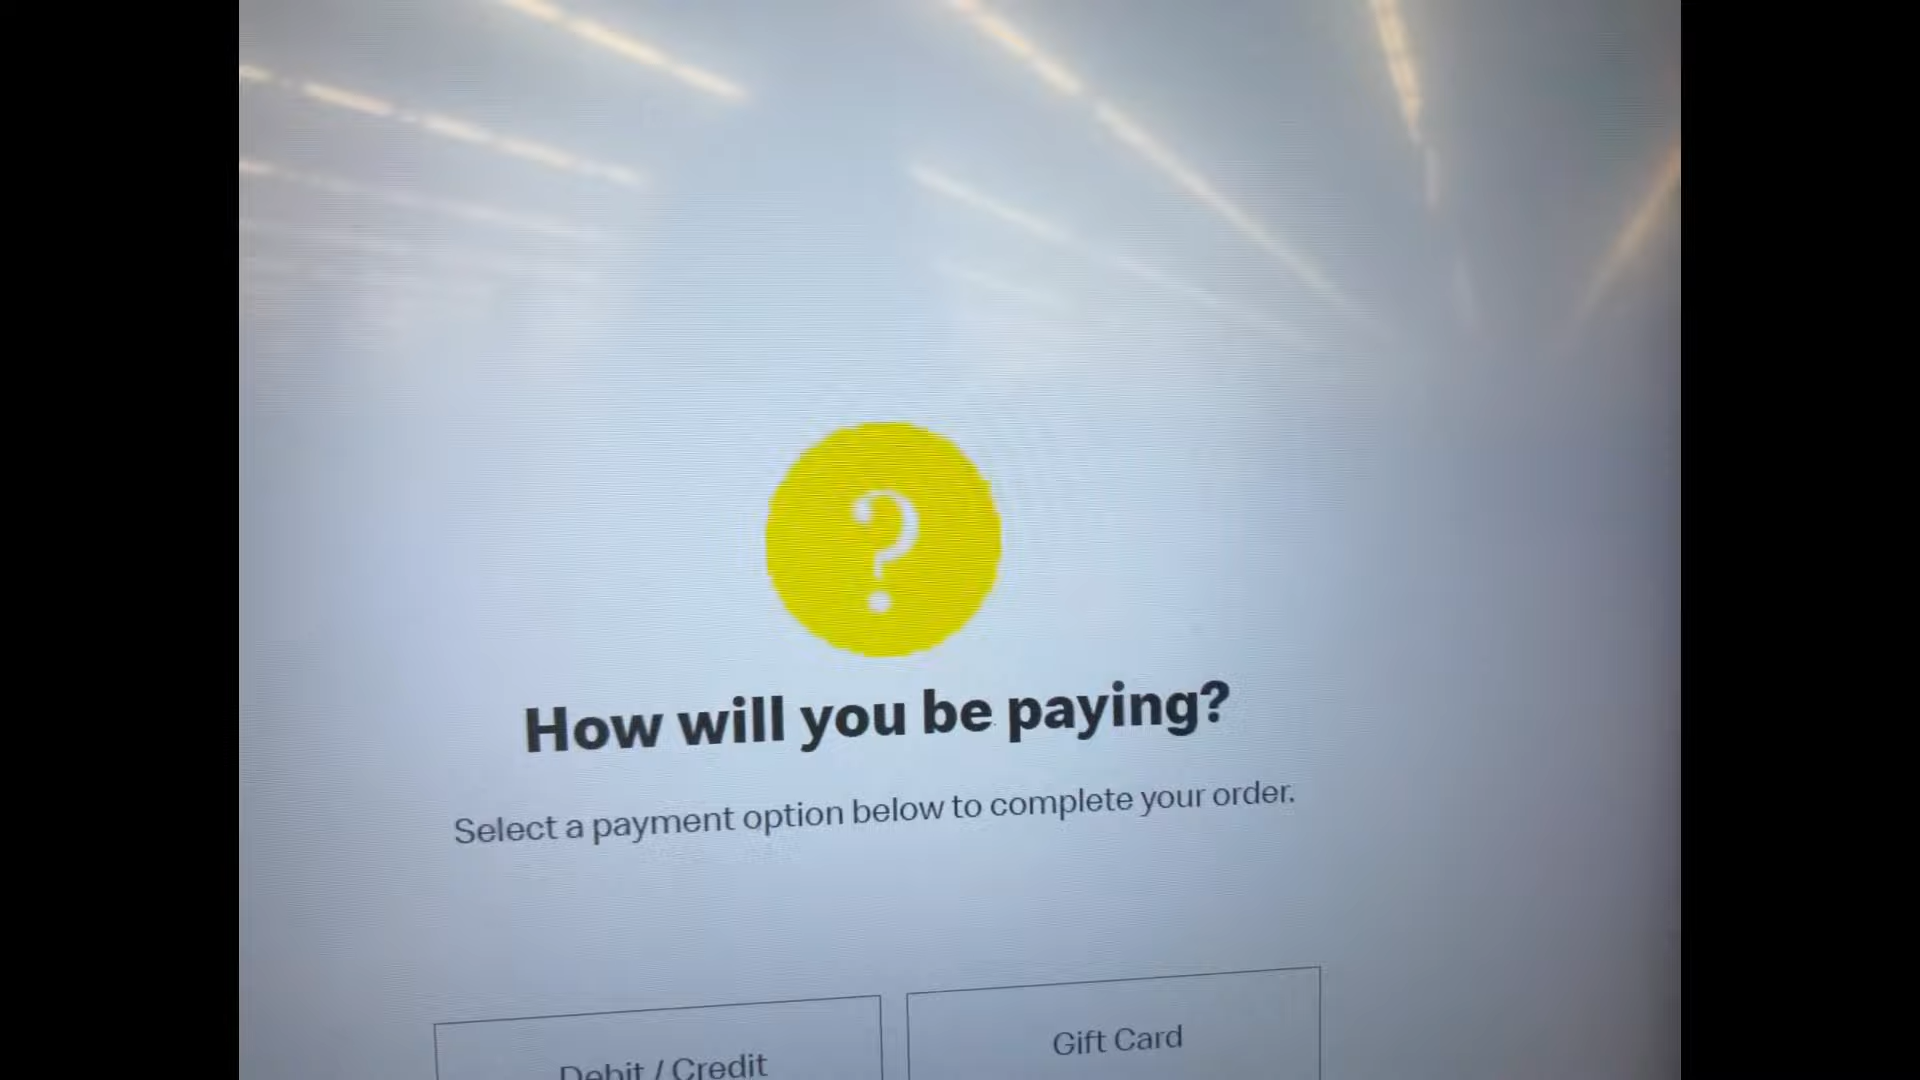 ?
How will you be paying?
Select a payment option below to complete your order.
Debit / Credit
Gift Card